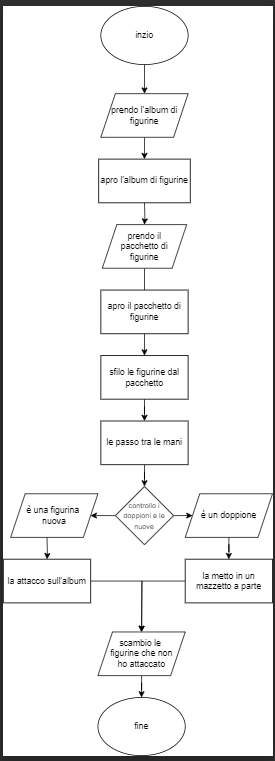 inzio
prendo l'album di
figurine
apro l'album di figurine
prendo il
pacchetto di
figurine
apro il pacchetto di
figurine
sfilo le figurine dal
pacchetto
le passo tra le mani
controllo i
doppioni e le
nuove
è una figurina
nuova
è un doppione
la attacco sull'album
la metto in un
mazzetto a parte
scambio le
figurine che non
ho attaccato
fine